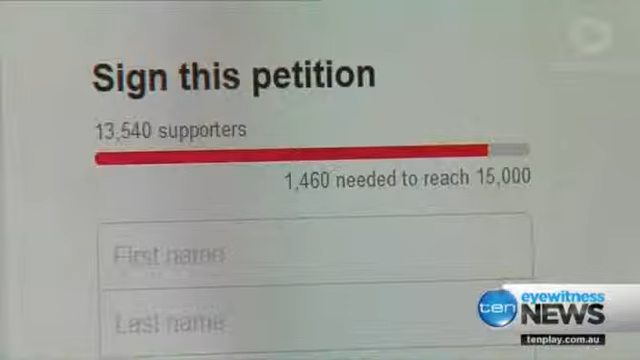 Sign this petition
13,540 supporters
1,460 needed to reach 15,000
First name
Last name
ten
eyewitness
NEWS
tenplay.com.au